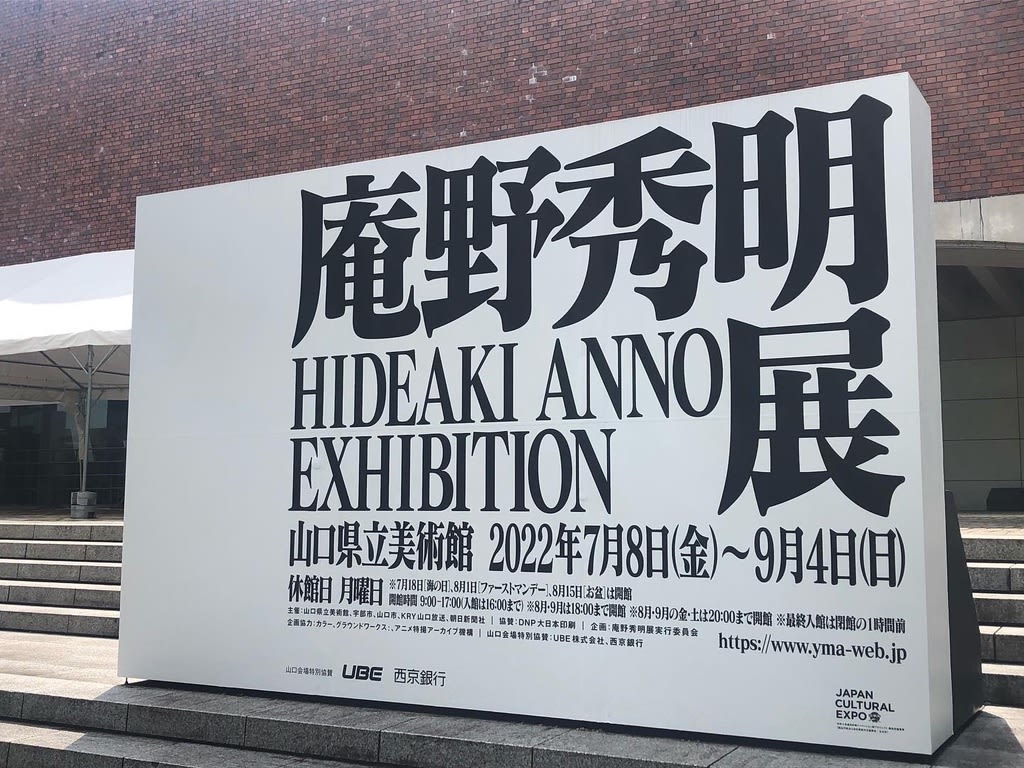 庵野秀明
展
HIDEAKI ANNO
EXHIBITION
山口県立美術館 2022年7月8日(金)～9月4日(日)
休館日 月曜日 ※7月18日[海の日]、8月1日[ファーストマンデー]、8月15日[お盆]は開館
開館時間 9:00-17:00(入館は16:00まで) ※8月・9月は18:00まで開館 ※8月・9月の金・土は20:00まで開館 ※最終入館は閉館の1時間前
主催：山口県立美術館、宇部市、山口市、KRY山口放送、朝日新聞社 | 協賛：DNP大日本印刷 | 企画：庵野秀明展実行委員会
企画協力：カラー、グラウンドワークス:、アニメ特撮アーカイブ機構 | 山口会場特別協賛：UBE株式会社、西京銀行
https://www.yma-web.jp
山口会場特別協賛 UBE 西京銀行
JAPAN
CULTURAL
EXPO